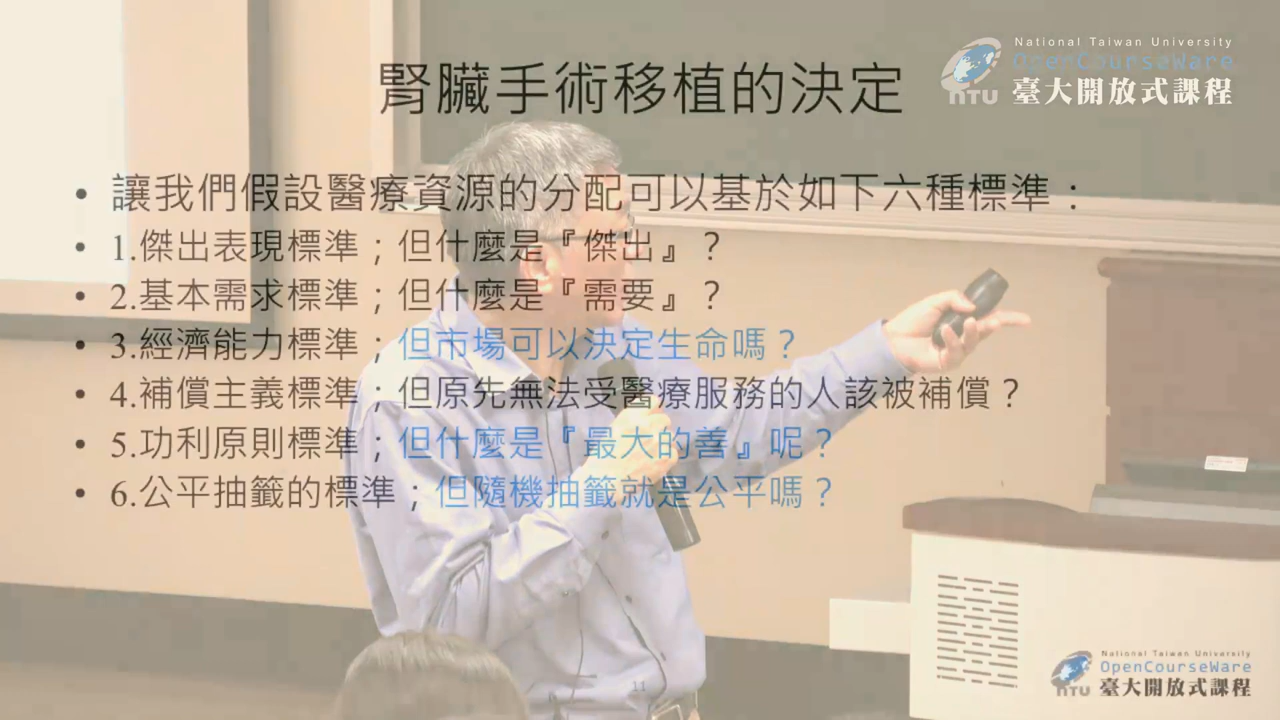 腎臟手術移植的決定
National Taiwan University
OpenCourseWare
NTU 臺大開放式課程
• 讓我們假設醫療資源的分配可以基於如下六種標準：
• 1.傑出表現標準；但什麼是『傑出』？
• 2.基本需求標準；但什麼是『需要』？
• 3.經濟能力標準；但市場可以決定生命嗎？
• 4.補償主義標準；但原先無法受醫療服務的人該被補償？
• 5.功利原則標準；但什麼是『最大的善』呢？
• 6.公平抽籤的標準；但隨機抽籤就是公平嗎？
11
National Taiwan University
OpenCourseWare
NTU 臺大開放式課程